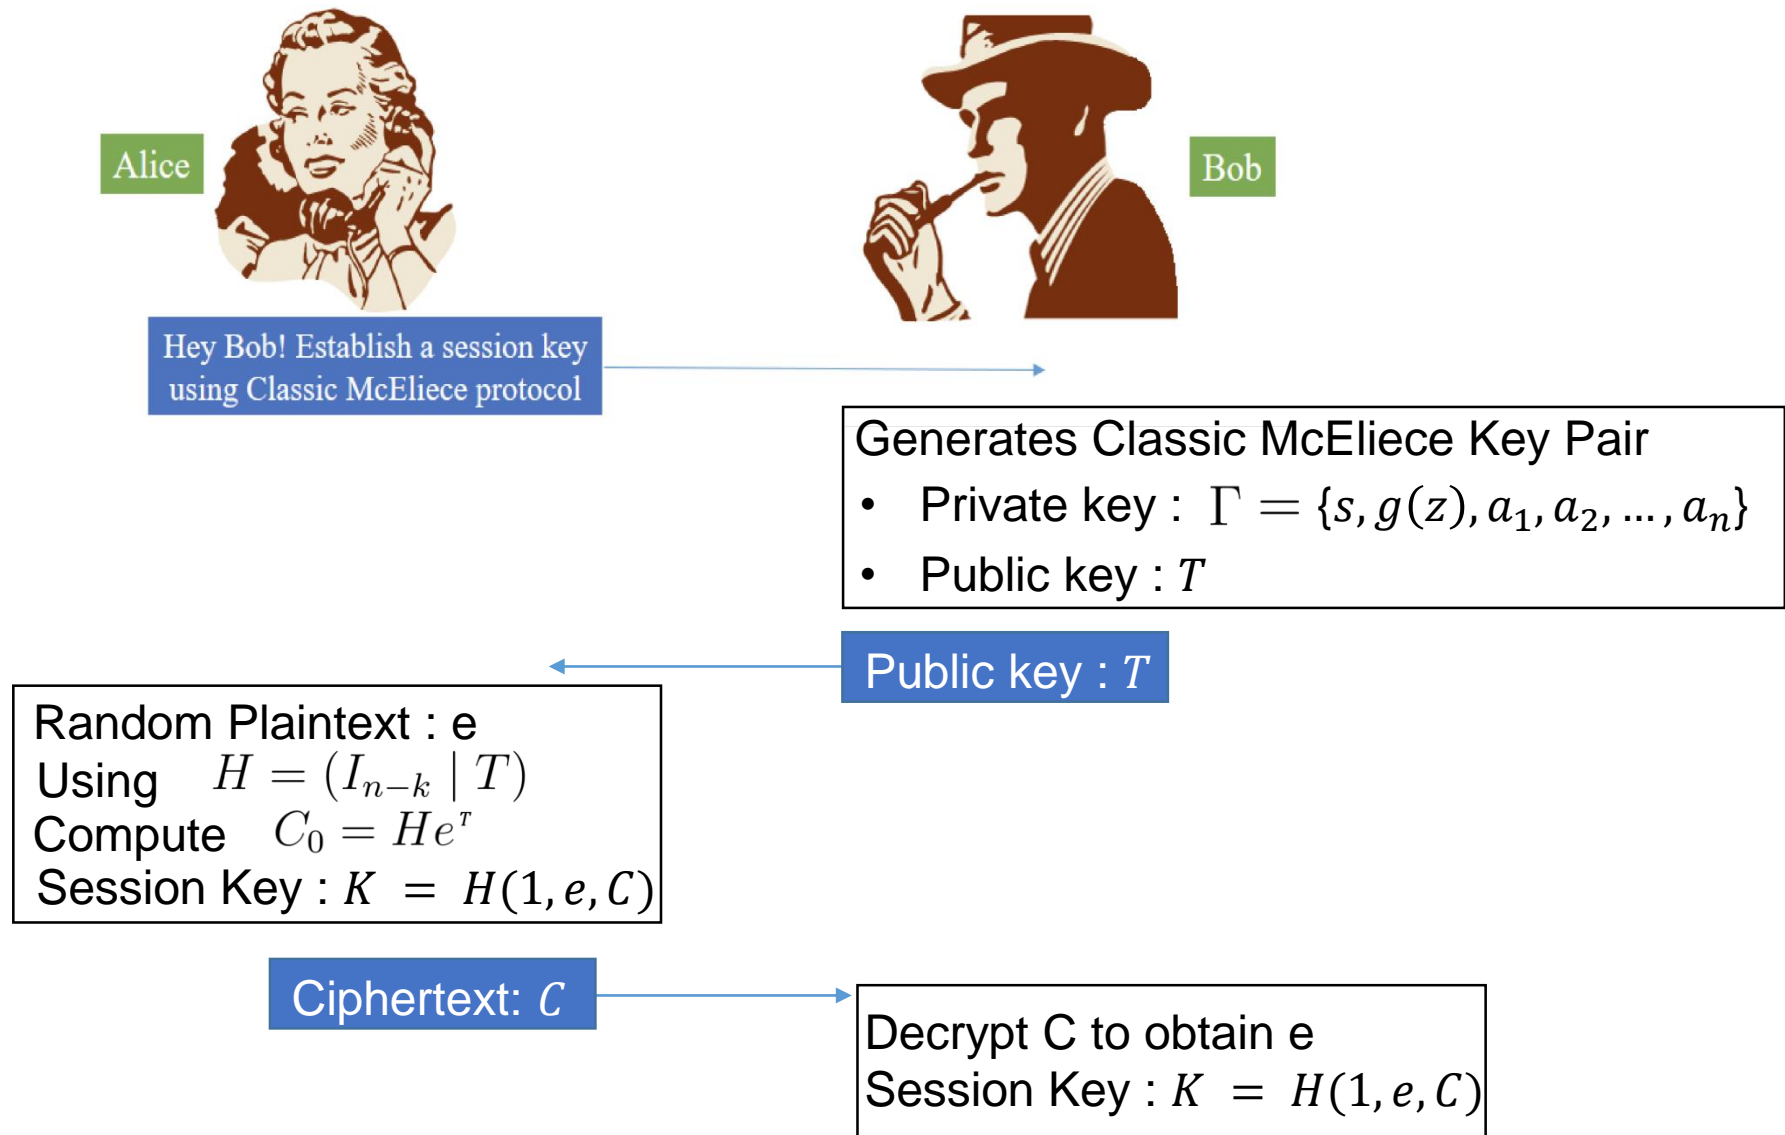 Alice
Bob
Hey Bob! Establish a session key
using Classic McEliece protocol
Generates Classic McEliece Key Pair
• Private key : Γ = {s, g(z), a₁, a₂, … , aₙ}
• Public key : T
Public key : T
Random Plaintext : e
Using H = (Iₙ₋ₖ | T)
Compute C₀ = Heᵀ
Session Key : K = H(1, e, C)
Ciphertext: C
Decrypt C to obtain e
Session Key : K = H(1, e, C)